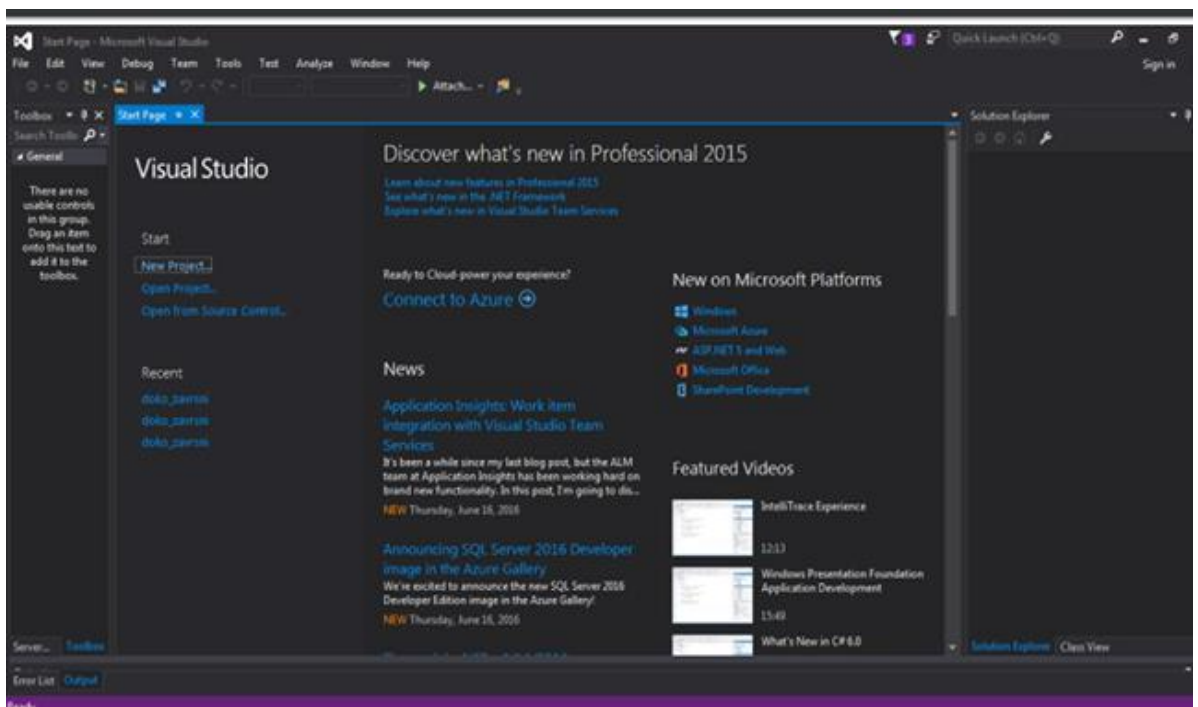 Start Page - Microsoft Visual Studio
Quick Launch (Ctrl+Q)
File Edit View Debug Team Tools Test Analyze Window Help
Sign in
Attach...
Toolbox
Start Page
Solution Explorer
Search Toolbo
General
There are no
usable controls
in this group.
Drag an item
onto this text to
add it to the
toolbox.
Visual Studio
Start
New Project...
Open Project...
Open from Source Control...
Recent
doko_zavrsni
doko_zavrsni
doko_zavrsni
Discover what's new in Professional 2015
Learn about new features in Professional 2015
See what's new in the .NET Framework
Explore what's new in Visual Studio Team Services
Ready to Cloud-power your experience?
Connect to Azure
News
Application Insights: Work item
integration with Visual Studio Team
Services
It's been a while since my last blog post, but the ALM
team at Application Insights has been working hard on
brand new functionality. In this post, I'm going to dis...
NEW Thursday, June 16, 2016
Announcing SQL Server 2016 Developer
image in the Azure Gallery
We're excited to announce the new SQL Server 2016
Developer Edition image in the Azure Gallery!
NEW Thursday, June 16, 2016
New on Microsoft Platforms
Windows
Microsoft Azure
ASP.NET 5 and Web
Microsoft Office
SharePoint Development
Featured Videos
IntelliTrace Experience
12:13
Windows Presentation Foundation
Application Development
15:49
What's New in C# 6.0
Server... Toolbox
Solution Explorer Class View
Error List Output
Ready